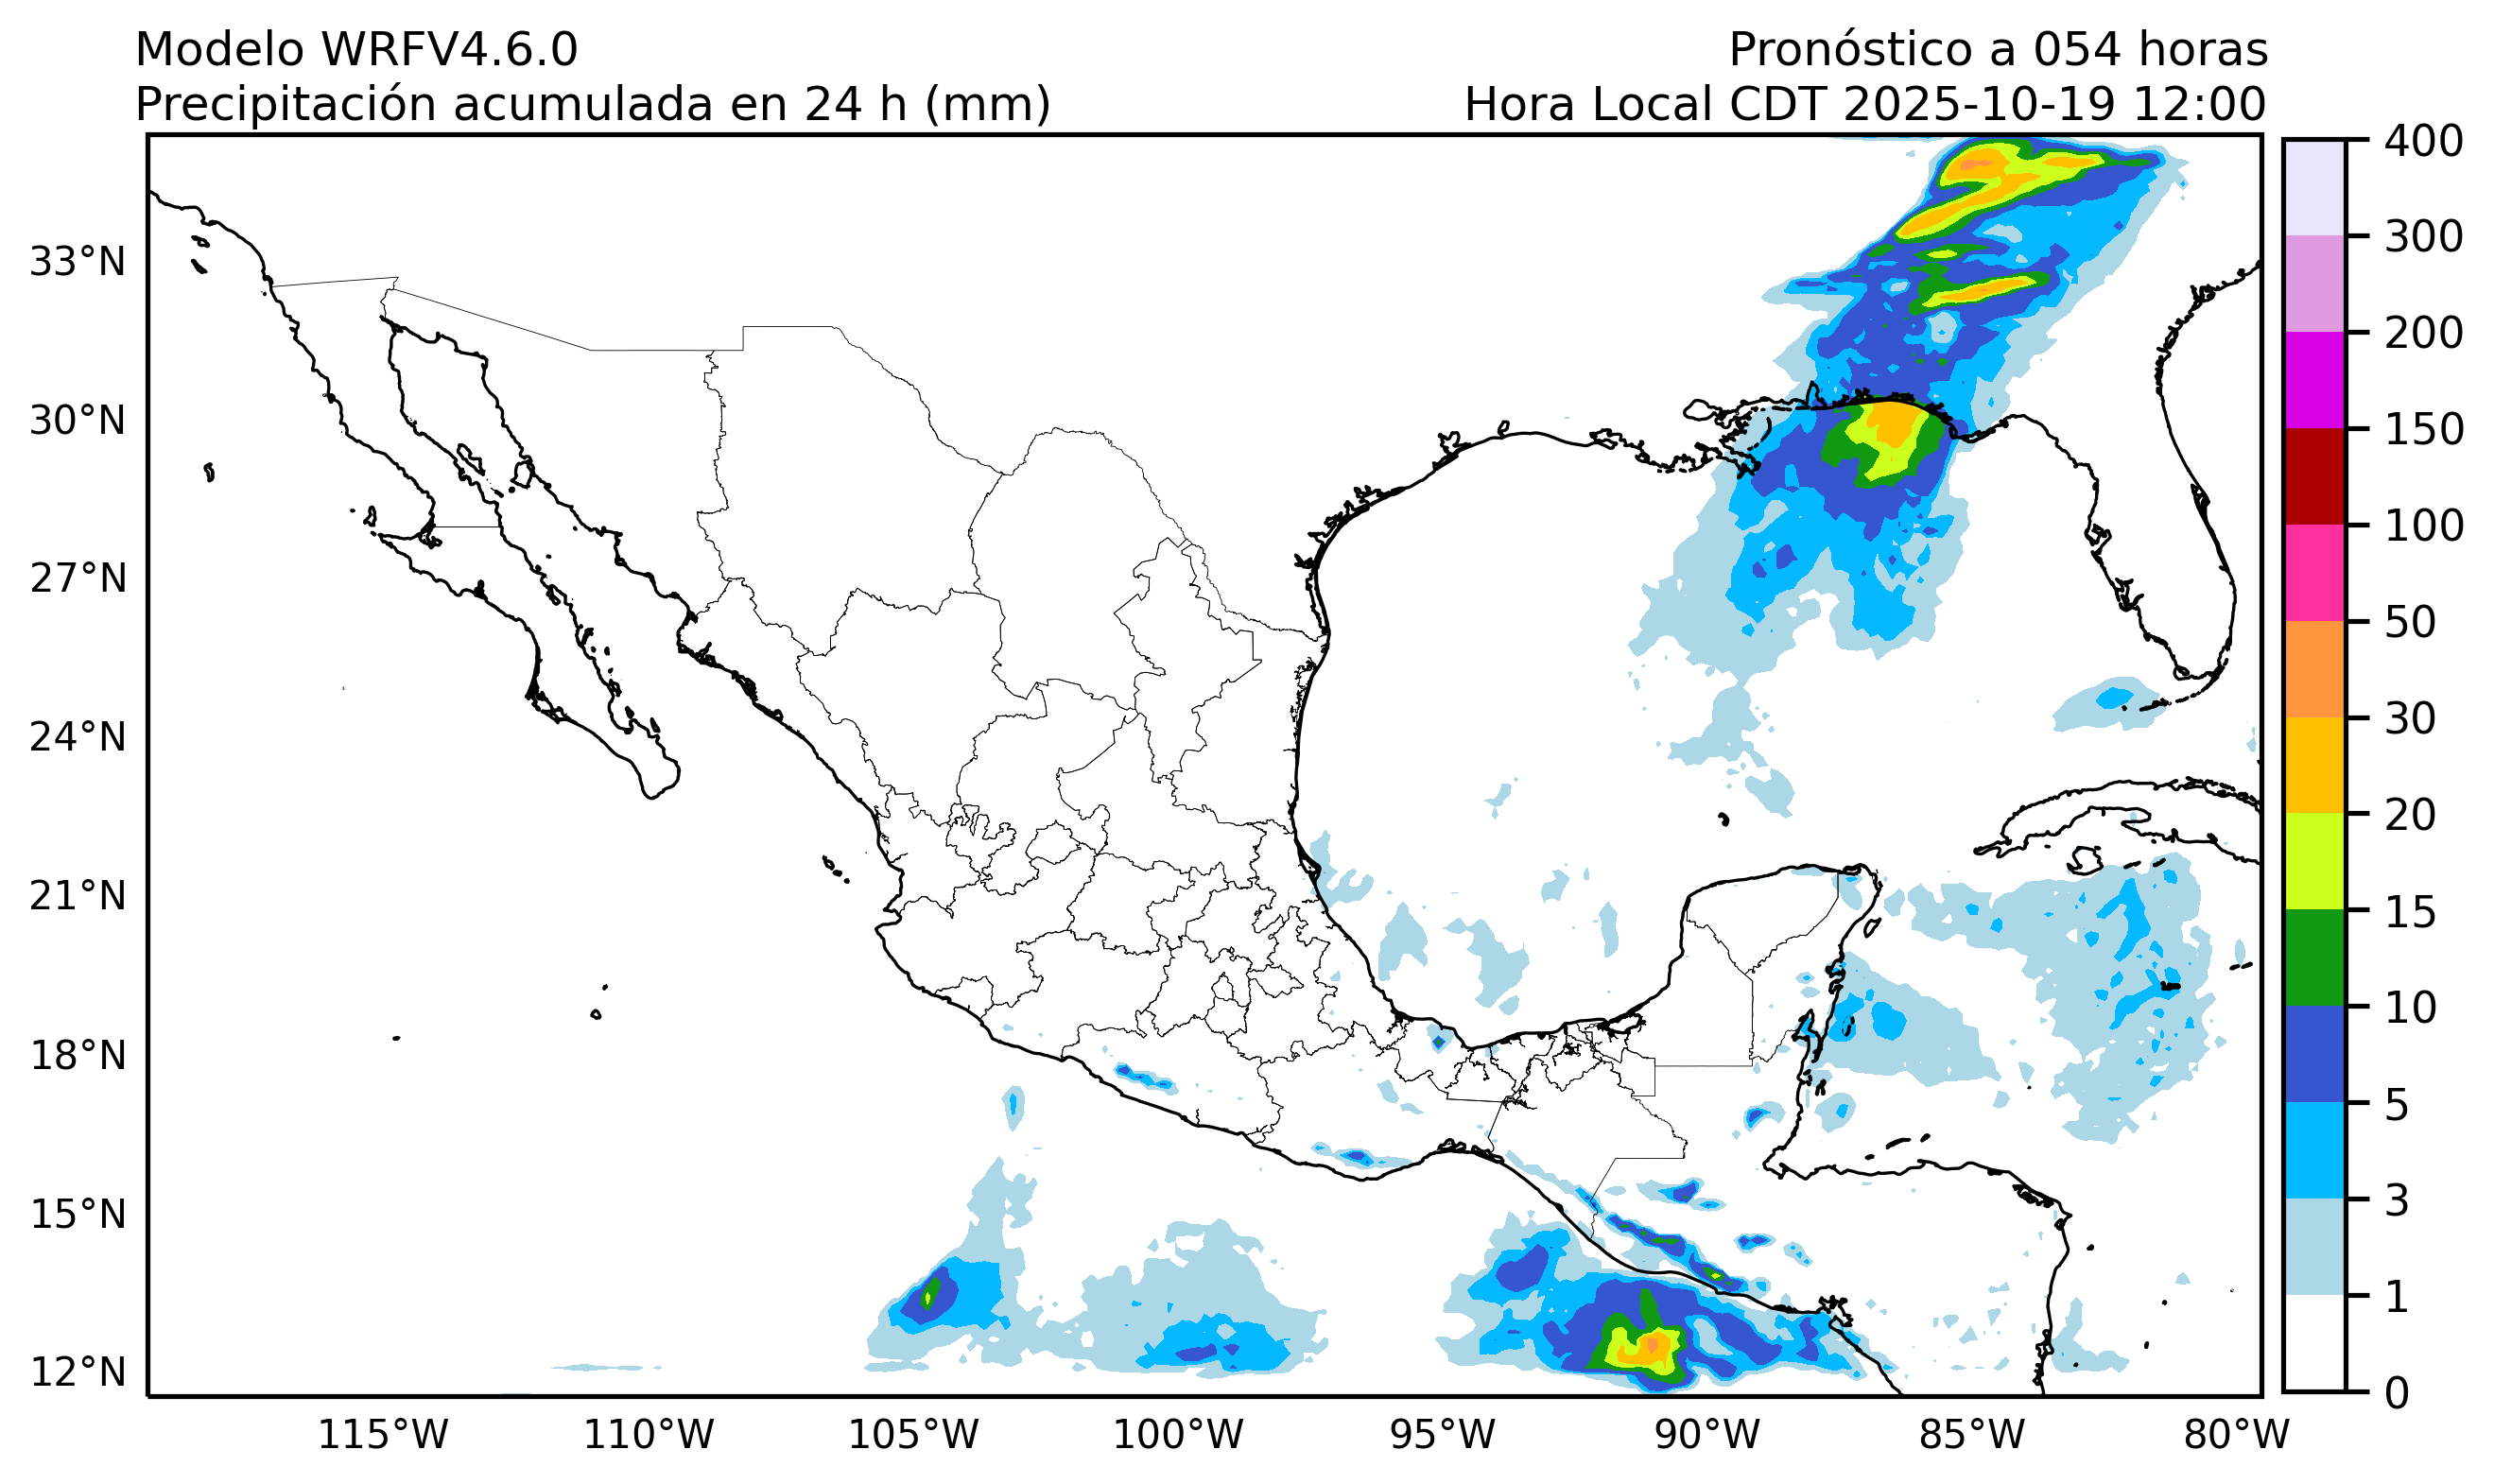 Modelo WRFV4.6.0
Pronóstico a 054 horas
Precipitación acumulada en 24 h (mm)
Hora Local CDT 2025-10-19 12:00
33°N
30°N
27°N
24°N
21°N
18°N
15°N
12°N
115°W
110°W
105°W
100°W
95°W
90°W
85°W
80°W
400
300
200
150
100
50
30
20
15
10
5
3
1
0